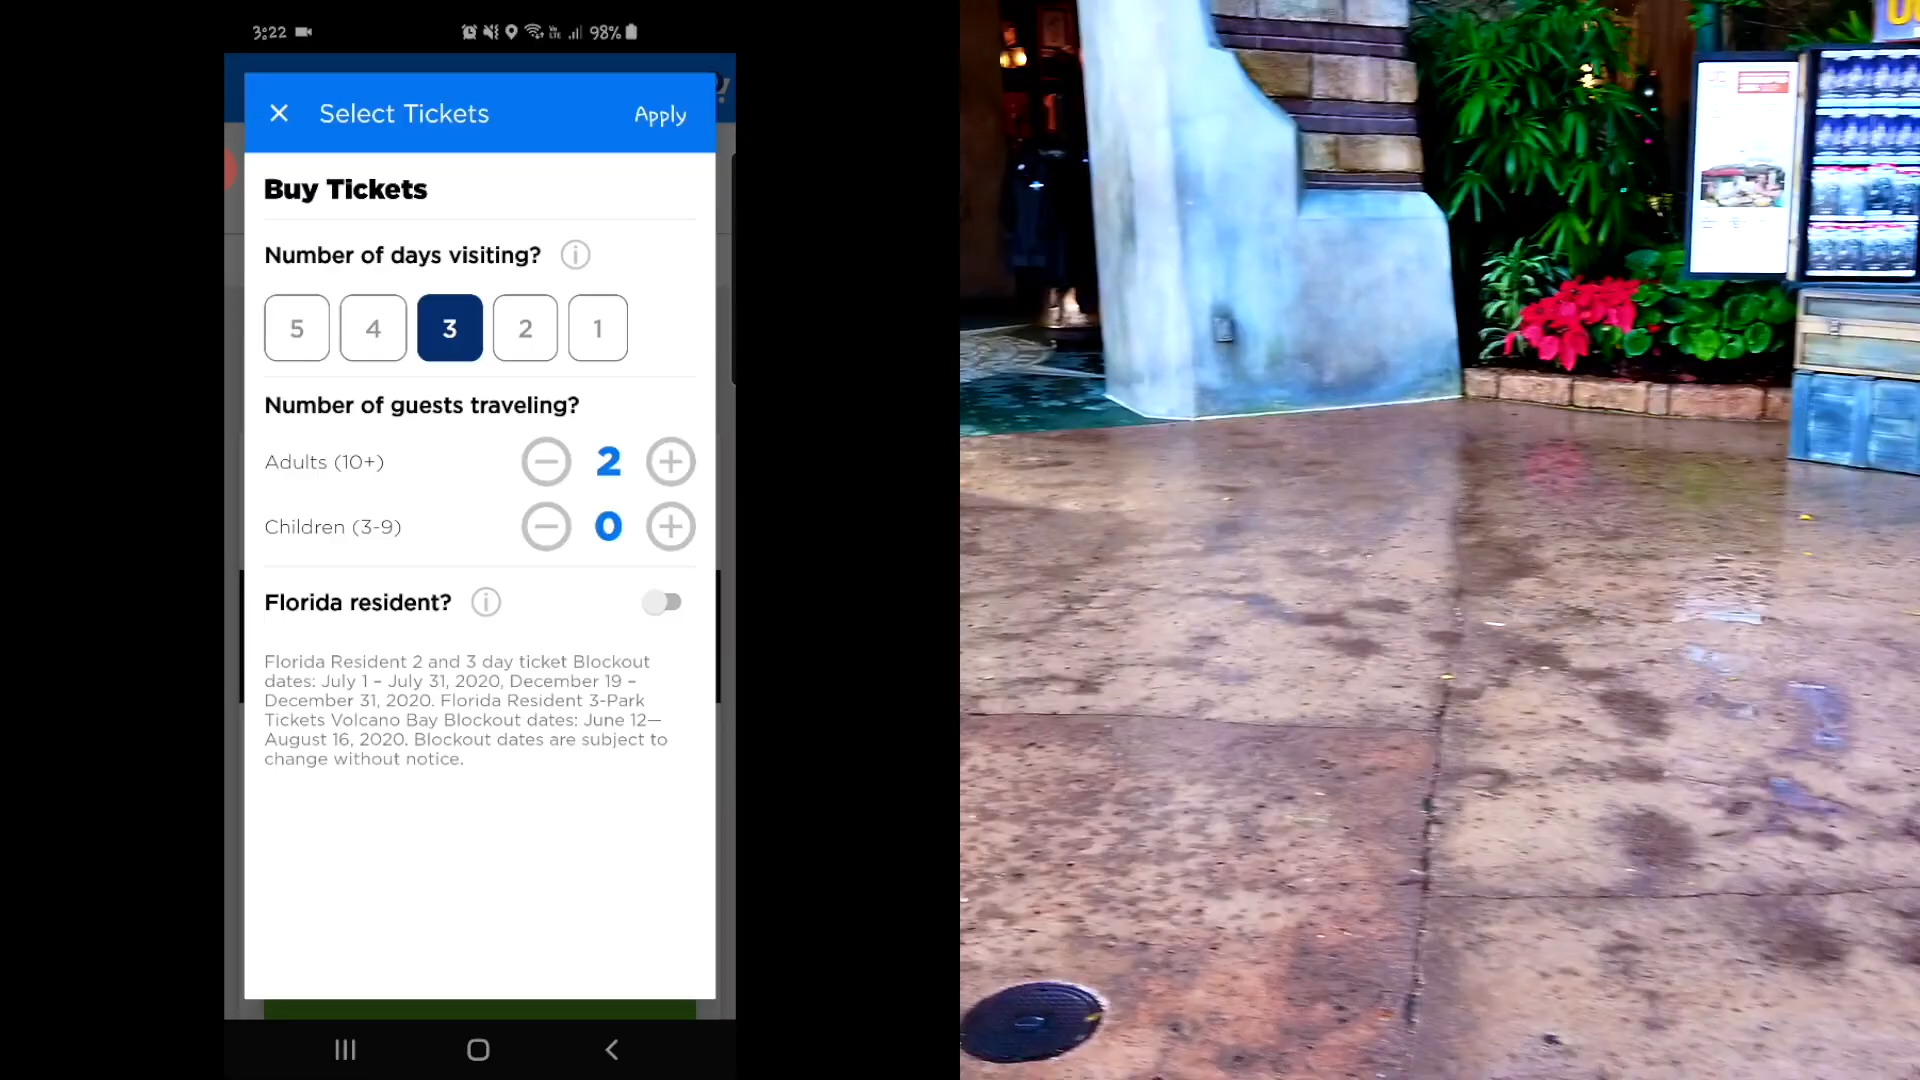 3:22
98%
Select Tickets
Apply
Buy Tickets
Number of days visiting?
5 4 3 2 1
Number of guests traveling?
Adults (10+)
2
Children (3-9)
0
Florida resident?
Florida Resident 2 and 3 day ticket Blockout
dates: July 1 – July 31, 2020, December 19 –
December 31, 2020. Florida Resident 3-Park
Tickets Volcano Bay Blockout dates: June 12—
August 16, 2020. Blockout dates are subject to
change without notice.